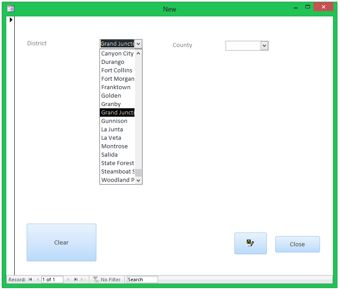 New
District
Grand Juncti
County
Canyon City
Durango
Fort Collins
Fort Morgan
Franktown
Golden
Granby
Grand Juncti
Gunnison
La Junta
La Veta
Montrose
Salida
State Forest
Steamboat S
Woodland P
Clear
Close
Record: 1 of 1 No Filter Search